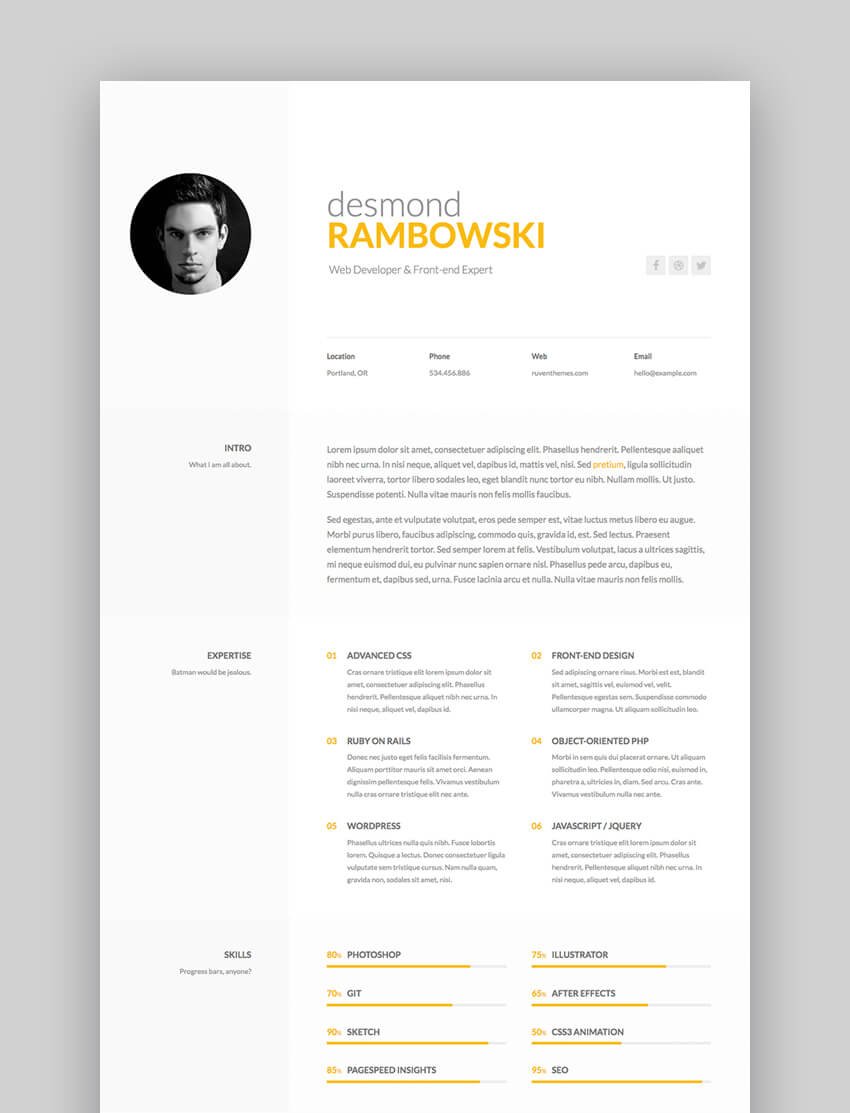 desmond
RAMBOWSKI
Web Developer & Front-end Expert
Location
Portland, OR
Phone
534.456.886
Web
ruventhemes.com
Email
hello@example.com
INTRO
What I am all about.
Lorem ipsum dolor sit amet, consectetuer adipiscing elit. Phasellus hendrerit. Pellentesque aaliquet
nibh nec urna. In nisi neque, aliquet vel, dapibus id, mattis vel, nisi. Sed pretium, ligula sollicitudin
laoreet viverra, tortor libero sodales leo, eget blandit nunc tortor eu nibh. Nullam mollis. Ut justo.
Suspendisse potenti. Nulla vitae mauris non felis mollis faucibus.
Sed egestas, ante et vulputate volutpat, eros pede semper est, vitae luctus metus libero eu augue.
Morbi purus libero, faucibus adipiscing, commodo quis, gravida id, est. Sed lectus. Praesent
elementum hendrerit tortor. Sed semper lorem at felis. Vestibulum volutpat, lacus a ultrices sagittis,
mi neque euismod dui, eu pulvinar nunc sapien ornare nisl. Phasellus pede arcu, dapibus eu,
fermentum et, dapibus sed, urna. Fusce lacinia arcu et nulla. Nulla vitae mauris non felis mollis.
EXPERTISE
Batman would be jealous.
01 ADVANCED CSS
Cras ornare tristique elit lorem ipsum dolor sit
amet, consectetuer adipiscing elit. Phasellus
hendrerit. Pellentesque aliquet nibh nec urna. In
nisi neque, aliquet vel, dapibus id.
02 FRONT-END DESIGN
Sed adipiscing ornare risus. Morbi est est, blandit
sit amet, sagittis vel, euismod vel, velit.
Pellentesque egestas sem. Suspendisse commodo
ullamcorper magna. Ut aliquam sollicitudin leo.
03 RUBY ON RAILS
Donec nec justo eget felis facilisis fermentum.
Aliquam porttitor mauris sit amet orci. Aenean
dignissim pellentesque felis. Vivamus vestibulum
nulla cras ornare tristique elit nec ante.
04 OBJECT-ORIENTED PHP
Morbi in sem quis dui placerat ornare. Ut aliquam
sollicitudin leo. Pellentesque odio nisi, euismod in,
pharetra a, ultricies in, diam. Sed arcu. Cras ante.
Vivamus vestibulum nulla nec ante.
05 WORDPRESS
Phasellus ultrices nulla quis nibh. Fusce lobortis
lorem. Quisque a lectus. Donec consectetuer ligula
vulputate sem tristique cursus. Nam nulla quam,
gravida non, sodales sit amet, nisi.
06 JAVASCRIPT / JQUERY
Cras ornare tristique elit lorem ipsum dolor sit
amet, consectetuer adipiscing elit. Phasellus
hendrerit. Pellentesque aliquet nibh nec urna. In
nisi neque, aliquet vel, dapibus id.
SKILLS
Progress bars, anyone?
80% PHOTOSHOP
75% ILLUSTRATOR
70% GIT
65% AFTER EFFECTS
90% SKETCH
50% CSS3 ANIMATION
85% PAGESPEED INSIGHTS
95% SEO